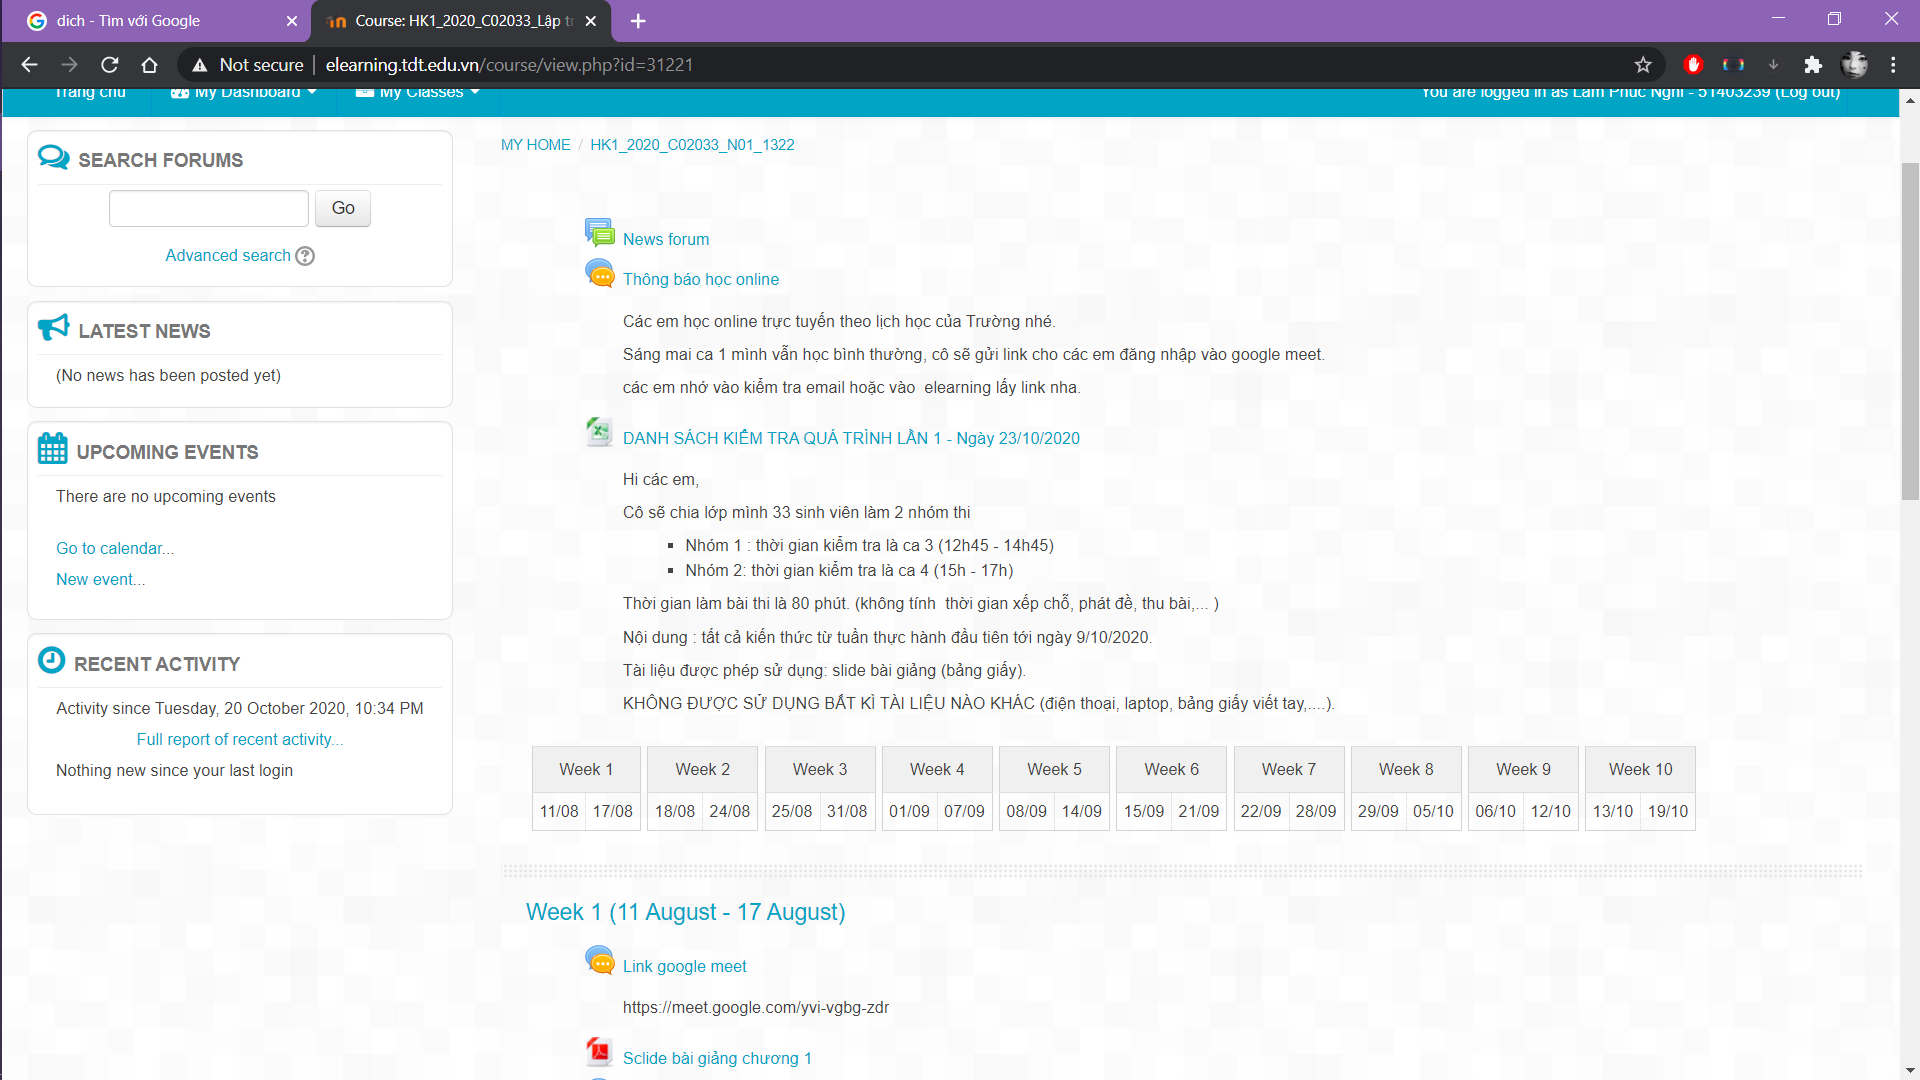 dich - Tìm với Google
Course: HK1_2020_C02033_Lập tr
Not secure | elearning.tdt.edu.vn/course/view.php?id=31221
Trang chủ My Dashboard My Classes You are logged in as Lâm Phúc Nghi - 51403239 (Log out)
MY HOME / HK1_2020_C02033_N01_1322
SEARCH FORUMS
Go
Advanced search
LATEST NEWS
(No news has been posted yet)
UPCOMING EVENTS
There are no upcoming events
Go to calendar...
New event...
RECENT ACTIVITY
Activity since Tuesday, 20 October 2020, 10:34 PM
Full report of recent activity...
Nothing new since your last login
News forum
Thông báo học online
Các em học online trực tuyến theo lịch học của Trường nhé.
Sáng mai ca 1 mình vẫn học bình thường, cô sẽ gửi link cho các em đăng nhập vào google meet.
các em nhớ vào kiểm tra email hoặc vào  elearning lấy link nha.
DANH SÁCH KIỂM TRA QUÁ TRÌNH LẦN 1 - Ngày 23/10/2020
Hi các em,
Cô sẽ chia lớp mình 33 sinh viên làm 2 nhóm thi
▪ Nhóm 1 : thời gian kiểm tra là ca 3 (12h45 - 14h45)
▪ Nhóm 2: thời gian kiểm tra là ca 4 (15h - 17h)
Thời gian làm bài thi là 80 phút. (không tính  thời gian xếp chỗ, phát đề, thu bài,... )
Nội dung : tất cả kiến thức từ tuần thực hành đầu tiên tới ngày 9/10/2020.
Tài liệu được phép sử dụng: slide bài giảng (bảng giấy).
KHÔNG ĐƯỢC SỬ DỤNG BẤT KÌ TÀI LIỆU NÀO KHÁC (điện thoại, laptop, bảng giấy viết tay,....).
Week 1 Week 2 Week 3 Week 4 Week 5 Week 6 Week 7 Week 8 Week 9 Week 10
11/08 17/08 18/08 24/08 25/08 31/08 01/09 07/09 08/09 14/09 15/09 21/09 22/09 28/09 29/09 05/10 06/10 12/10 13/10 19/10
Week 1 (11 August - 17 August)
Link google meet
https://meet.google.com/yvi-vgbg-zdr
Sclide bài giảng chương 1